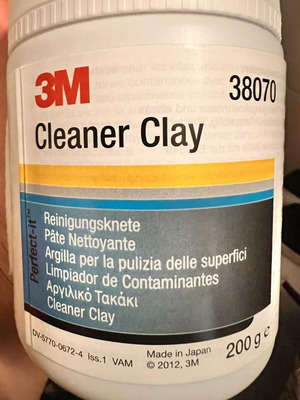 3M
38070
Cleaner Clay
Perfect-it™
Reinigungsknete
Pâte Nettoyante
Argilla per la pulizia delle superfici
Limpiador de Contaminantes
Αργιλικό Τακάκι
Cleaner Clay
DV-5770-0672-4 Iss.1 VAM
Made in Japan
© 2012, 3M
200 g e